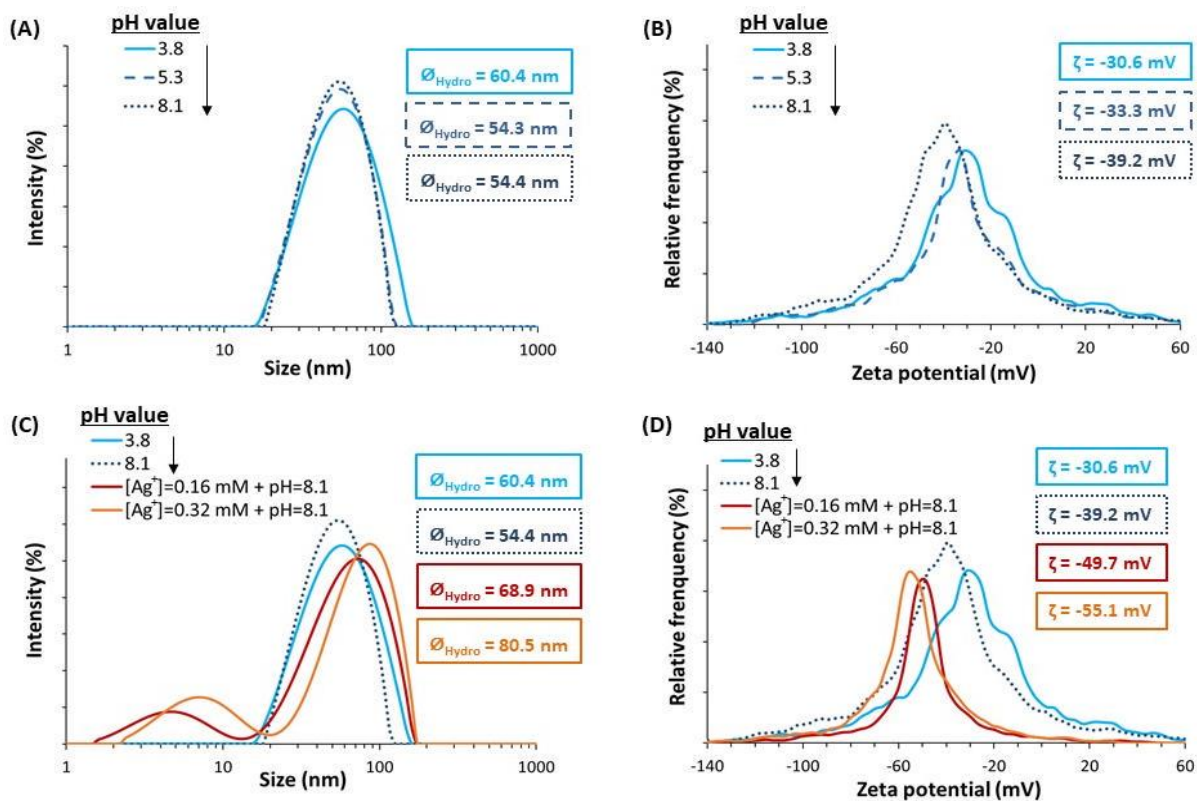 (A)
pH value
3.8
5.3
8.1
Ø Hydro = 60.4 nm
Ø Hydro = 54.3 nm
Ø Hydro = 54.4 nm
Intensity (%)
1 10 100 1000
Size (nm)
(B)
pH value
3.8
5.3
8.1
ζ = -30.6 mV
ζ = -33.3 mV
ζ = -39.2 mV
Relative frenquency (%)
-140 -100 -60 -20 20 60
Zeta potential (mV)
(C)
pH value
3.8
8.1
[Ag+]=0.16 mM + pH=8.1
[Ag+]=0.32 mM + pH=8.1
Ø Hydro = 60.4 nm
Ø Hydro = 54.4 nm
Ø Hydro = 68.9 nm
Ø Hydro = 80.5 nm
Intensity (%)
1 10 100 1000
Size (nm)
(D)
pH value
3.8
8.1
[Ag+]=0.16 mM + pH=8.1
[Ag+]=0.32 mM + pH=8.1
ζ = -30.6 mV
ζ = -39.2 mV
ζ = -49.7 mV
ζ = -55.1 mV
Relative frenquency (%)
-140 -100 -60 -20 20 60
Zeta potential (mV)